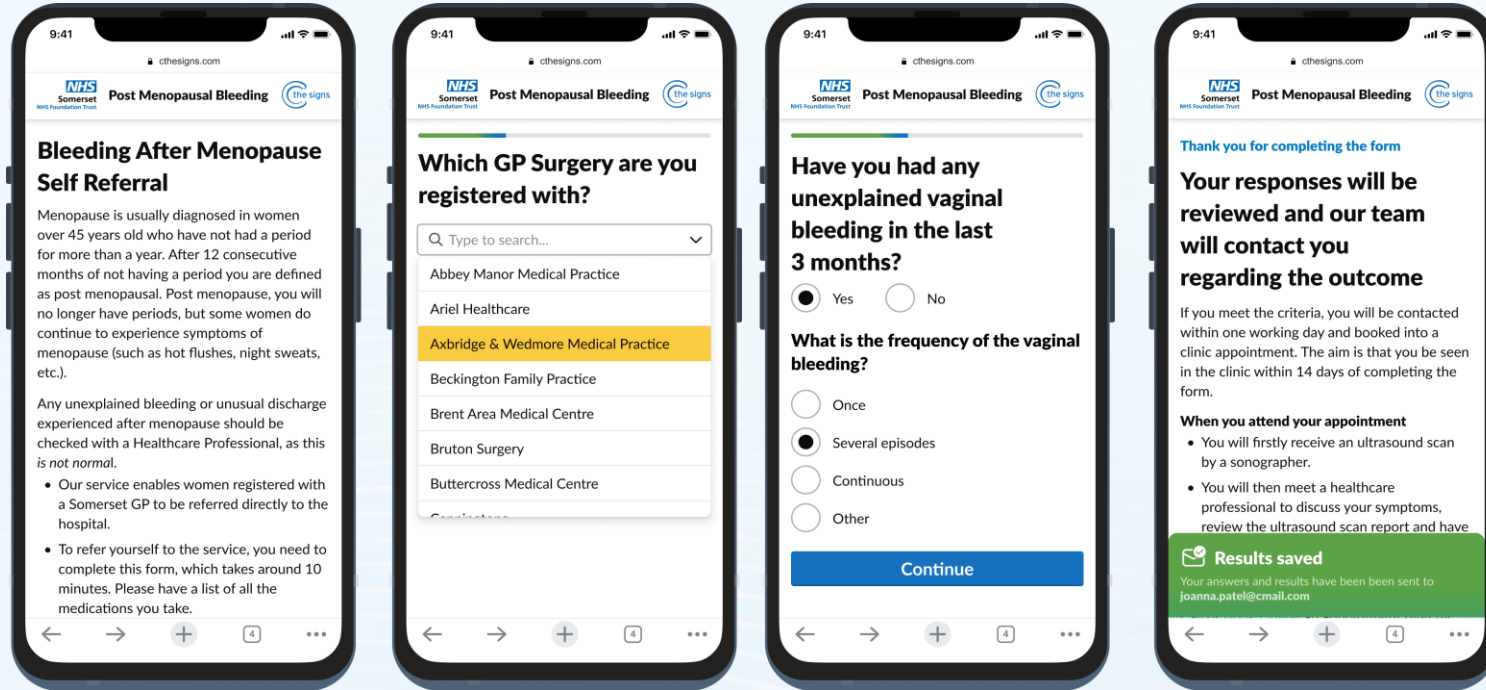 9:41
cthesigns.com
NHS
Somerset
NHS Foundation Trust
Post Menopausal Bleeding
C the signs
Bleeding After Menopause
Self Referral
Menopause is usually diagnosed in women
over 45 years old who have not had a period
for more than a year. After 12 consecutive
months of not having a period you are defined
as post menopausal. Post menopause, you will
no longer have periods, but some women do
continue to experience symptoms of
menopause (such as hot flushes, night sweats,
etc.).
Any unexplained bleeding or unusual discharge
experienced after menopause should be
checked with a Healthcare Professional, as this
is not normal.
• Our service enables women registered with
a Somerset GP to be referred directly to the
hospital.
• To refer yourself to the service, you need to
complete this form, which takes around 10
minutes. Please have a list of all the
medications you take.
4
9:41
cthesigns.com
NHS
Somerset
NHS Foundation Trust
Post Menopausal Bleeding
C the signs
Which GP Surgery are you
registered with?
Type to search...
Abbey Manor Medical Practice
Ariel Healthcare
Axbridge & Wedmore Medical Practice
Beckington Family Practice
Brent Area Medical Centre
Bruton Surgery
Buttercross Medical Centre
4
9:41
cthesigns.com
NHS
Somerset
NHS Foundation Trust
Post Menopausal Bleeding
C the signs
Have you had any
unexplained vaginal
bleeding in the last
3 months?
Yes No
What is the frequency of the vaginal
bleeding?
Once
Several episodes
Continuous
Other
Continue
4
9:41
cthesigns.com
NHS
Somerset
NHS Foundation Trust
Post Menopausal Bleeding
C the signs
Thank you for completing the form
Your responses will be
reviewed and our team
will contact you
regarding the outcome
If you meet the criteria, you will be contacted
within one working day and booked into a
clinic appointment. The aim is that you be seen
in the clinic within 14 days of completing the
form.
When you attend your appointment
• You will firstly receive an ultrasound scan
by a sonographer.
• You will then meet a healthcare
professional to discuss your symptoms,
review the ultrasound scan report and have
Results saved
Your answers and results have been been sent to
joanna.patel@cmail.com
4